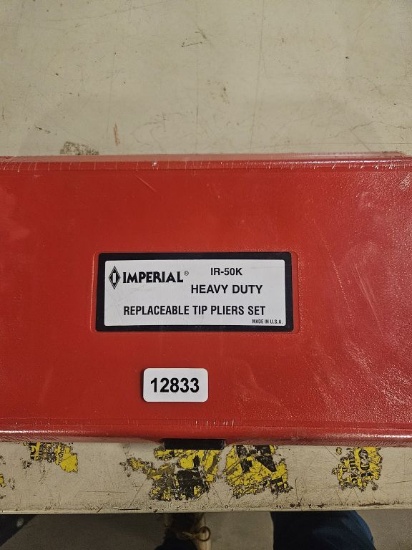 IMPERIAL® IR-50K
HEAVY DUTY
REPLACEABLE TIP PLIERS SET
MADE IN U.S.A.
12833